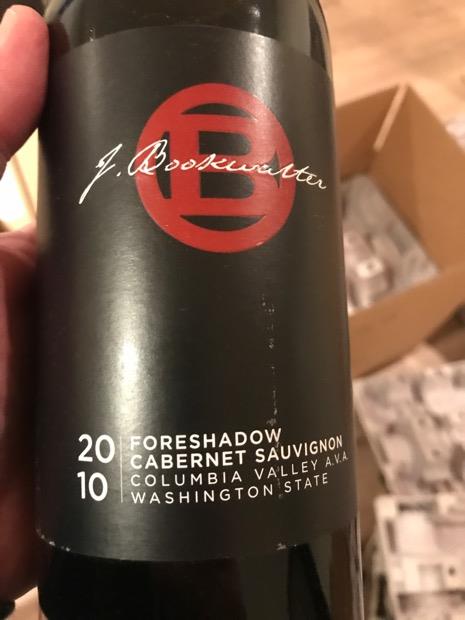 B
J. Bookwalter
20
10
FORESHADOW
CABERNET SAUVIGNON
COLUMBIA VALLEY A.V.A.
WASHINGTON STATE